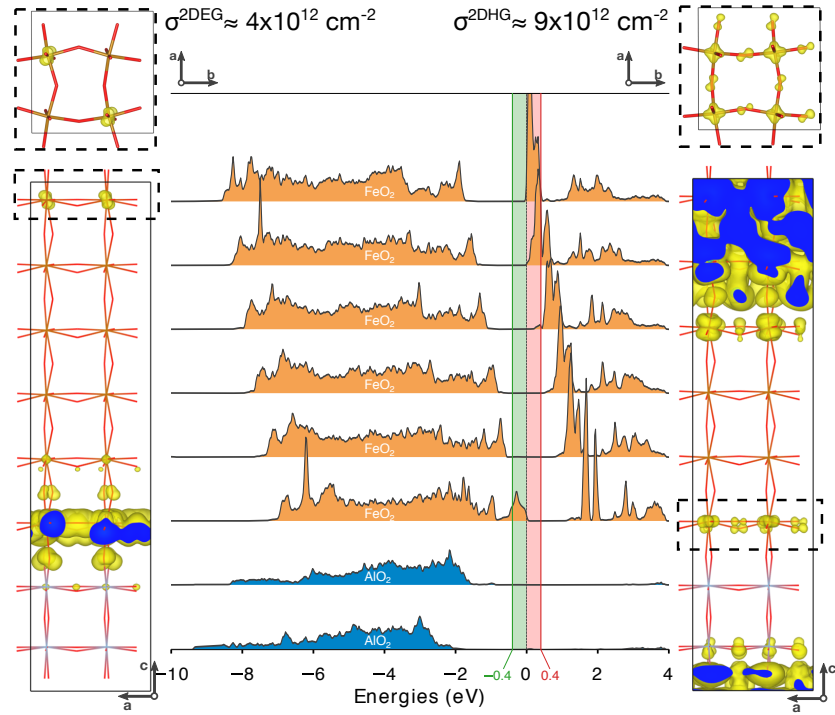 σ²ᴰᴱᴳ≈ 4x10¹² cm⁻²
σ²ᴰᴴᴳ≈ 9x10¹² cm⁻²
a
b
a
b
FeO₂
FeO₂
FeO₂
FeO₂
FeO₂
FeO₂
AlO₂
AlO₂
c
a
c
a
−10 −8 −6 −4 −2 0 2 4
−0.4 0.4
Energies (eV)